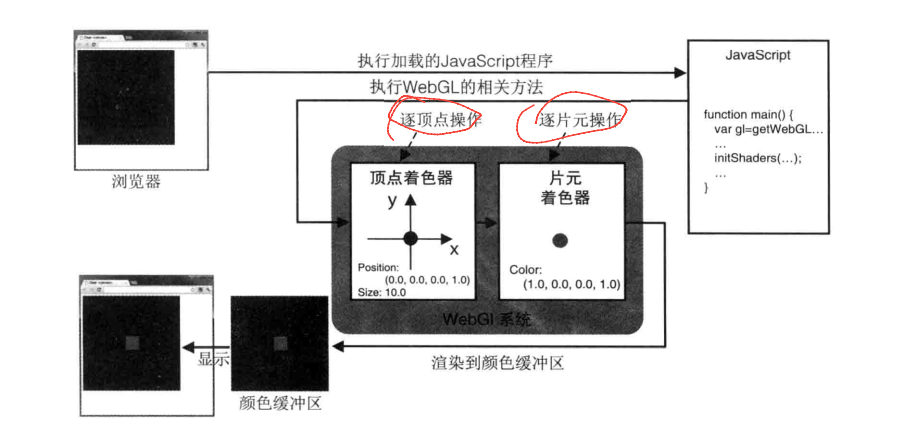 执行加载的JavaScript程序
执行WebGL的相关方法
逐顶点操作
逐片元操作
JavaScript
function main() {
var gl=getWebGL…
…
initShaders(…);
…
}
浏览器
顶点着色器
y
x
Position:
(0.0, 0.0, 0.0, 1.0)
Size: 10.0
片元
着色器
Color:
(1.0, 0.0, 0.0, 1.0)
WebGl 系统
显示
渲染到颜色缓冲区
颜色缓冲区